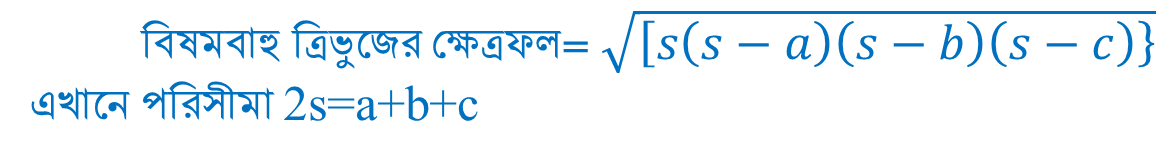 বিষমবাহু ত্রিভুজের ক্ষেত্রফল= √[s(s − a)(s − b)(s − c)}
এখানে পরিসীমা 2s=a+b+c